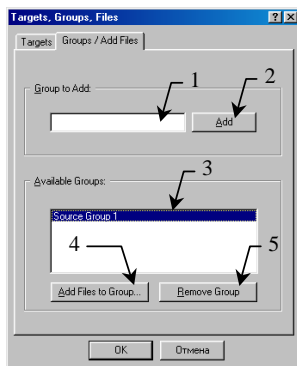 Targets, Groups, Files
Targets
Groups / Add Files
Group to Add:
1
2
Add
Available Groups:
3
Source Group 1
4
5
Add Files to Group...
Remove Group
OK
Отмена